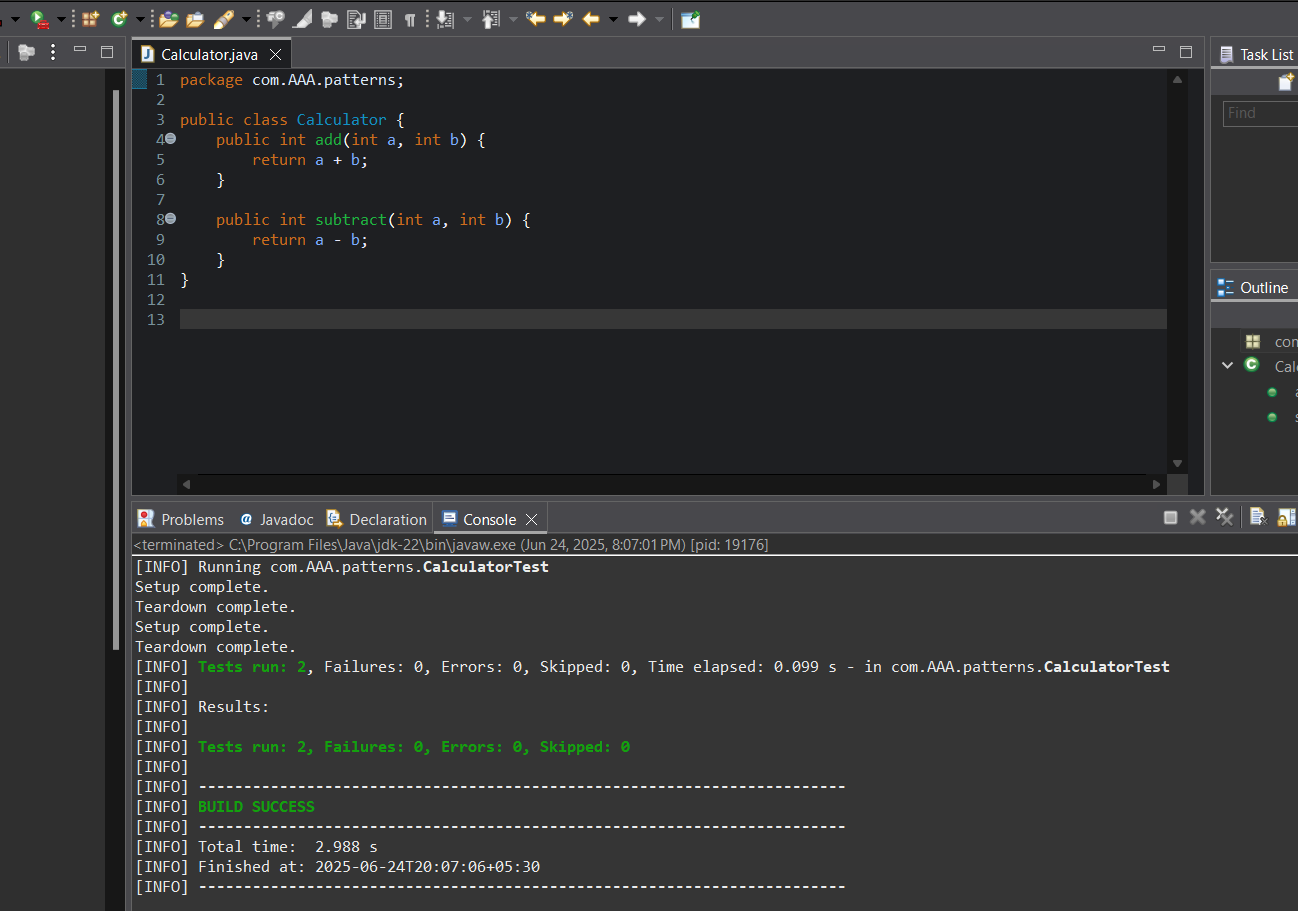 Calculator.java
Task List
1 package com.AAA.patterns;
2
3 public class Calculator {
4 public int add(int a, int b) {
5 return a + b;
6 }
7
8 public int subtract(int a, int b) {
9 return a - b;
10 }
11 }
12
13
Find
Outline
com
Calc
a
s
Problems Javadoc Declaration Console
<terminated> C:\Program Files\Java\jdk-22\bin\javaw.exe (Jun 24, 2025, 8:07:01 PM) [pid: 19176]
[INFO] Running com.AAA.patterns.CalculatorTest
Setup complete.
Teardown complete.
Setup complete.
Teardown complete.
[INFO] Tests run: 2, Failures: 0, Errors: 0, Skipped: 0, Time elapsed: 0.099 s - in com.AAA.patterns.CalculatorTest
[INFO]
[INFO] Results:
[INFO]
[INFO] Tests run: 2, Failures: 0, Errors: 0, Skipped: 0
[INFO]
[INFO] ------------------------------------------------------------------------
[INFO] BUILD SUCCESS
[INFO] ------------------------------------------------------------------------
[INFO] Total time:  2.988 s
[INFO] Finished at: 2025-06-24T20:07:06+05:30
[INFO] ------------------------------------------------------------------------